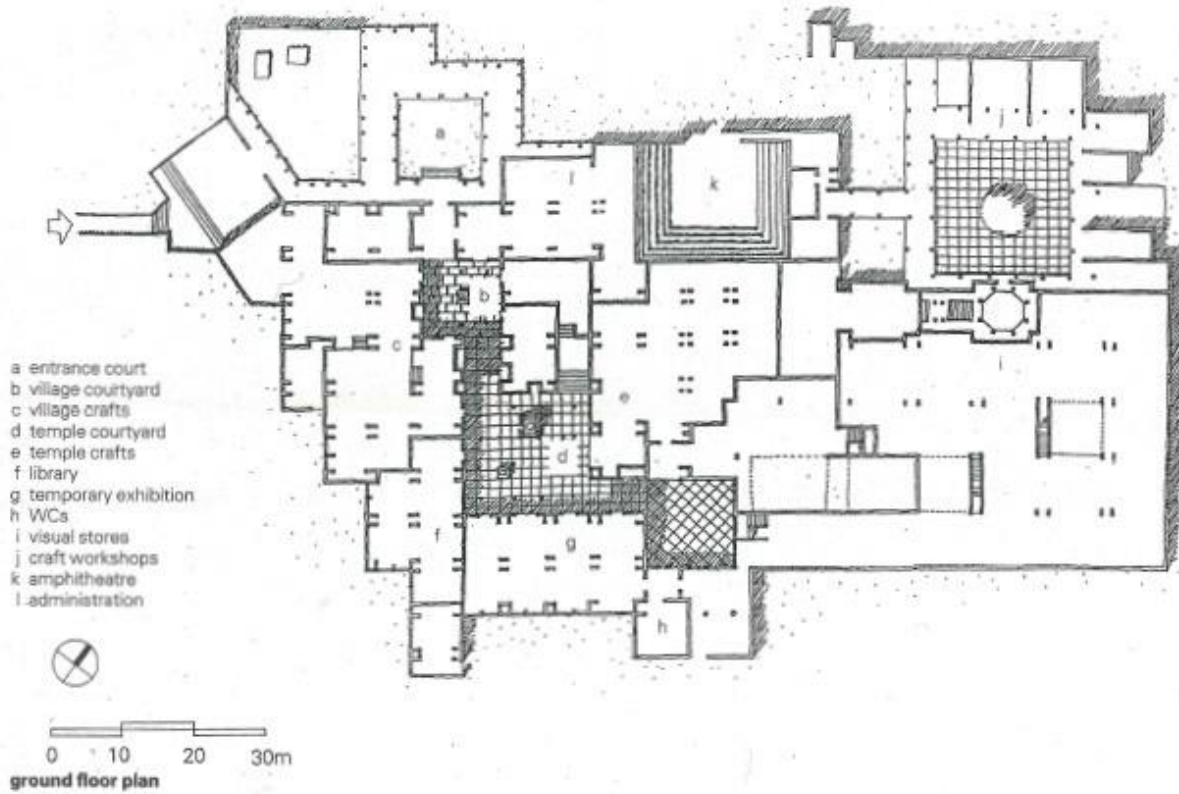 a
j
k
l
b
c
i
e
d
f
g
h
a entrance court
b village courtyard
c village crafts
d temple courtyard
e temple crafts
f library
g temporary exhibition
h WCs
i visual stores
j craft workshops
k amphitheatre
l administration
0 10 20 30m
ground floor plan